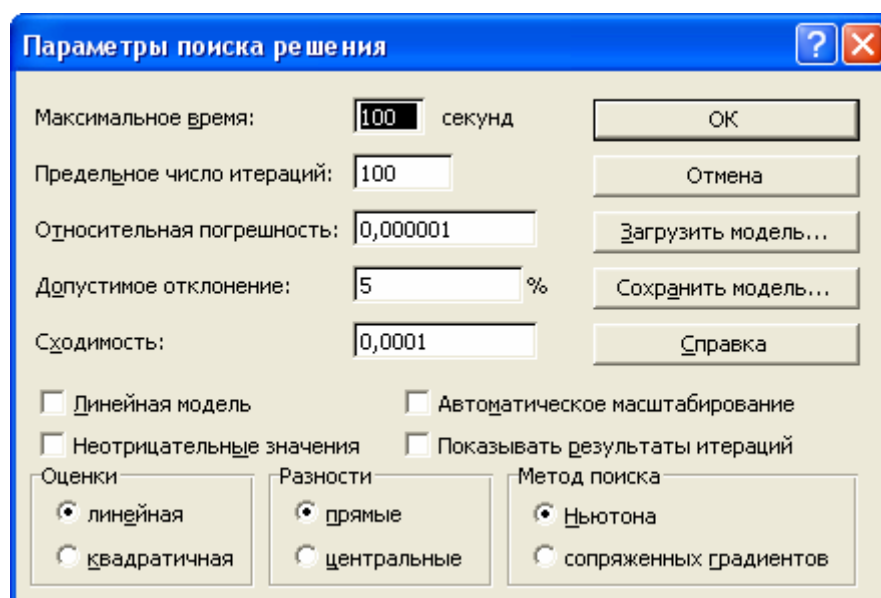 Параметры поиска решения
Максимальное время: 100 секунд OK
Предельное число итераций: 100 Отмена
Относительная погрешность: 0,000001 Загрузить модель...
Допустимое отклонение: 5 % Сохранить модель...
Сходимость: 0,0001 Справка
Линейная модель Автоматическое масштабирование
Неотрицательные значения Показывать результаты итераций
Оценки Разности Метод поиска
линейная прямые Ньютона
квадратичная центральные сопряженных градиентов